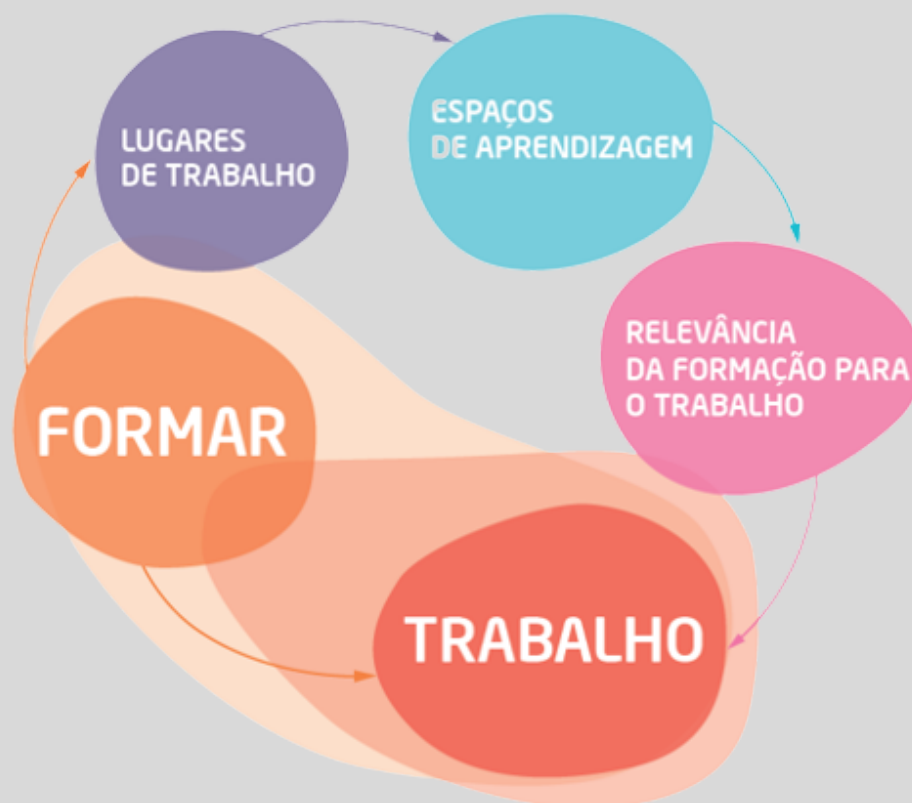 LUGARES
DE TRABALHO
ESPAÇOS
DE APRENDIZAGEM
RELEVÂNCIA
DA FORMAÇÃO PARA
O TRABALHO
FORMAR
TRABALHO